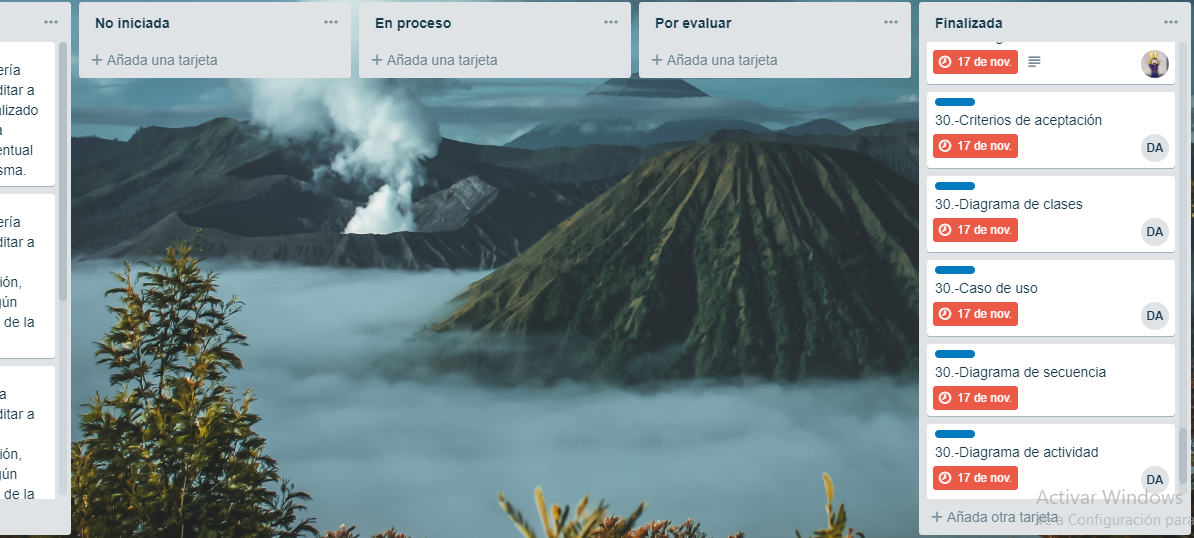 ería
ditar a
lizado
a
entual
sma.
ería
ditar a
ión,
gún
de la
a
ditar a
ión,
gún
de la
No iniciada
+ Añada una tarjeta
En proceso
+ Añada una tarjeta
Por evaluar
+ Añada una tarjeta
Finalizada
17 de nov.
30.-Criterios de aceptación
17 de nov.
DA
30.-Diagrama de clases
17 de nov.
DA
30.-Caso de uso
17 de nov.
DA
30.-Diagrama de secuencia
17 de nov.
30.-Diagrama de actividad
17 de nov.
DA
+ Añada otra tarjeta
Activar Windows
Ve a Configuración para